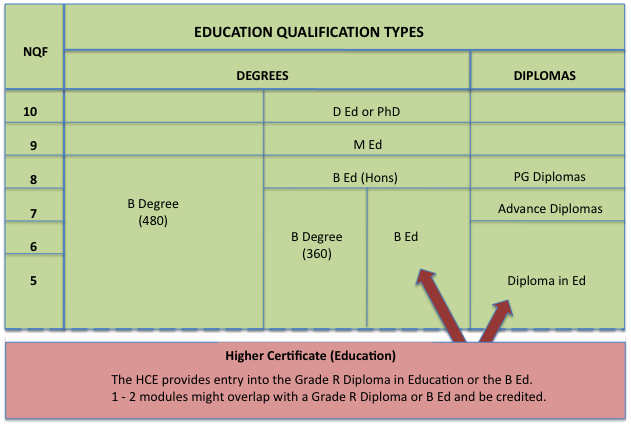 EDUCATION QUALIFICATION TYPES
NQF
DEGREES
DIPLOMAS
10
D Ed or PhD
9
M Ed
8
B Ed (Hons)
PG Diplomas
B Degree
(480)
7
Advance Diplomas
B Degree
(360)
B Ed
6
5
Diploma in Ed
Higher Certificate (Education)
The HCE provides entry into the Grade R Diploma in Education or the B Ed.
1 - 2 modules might overlap with a Grade R Diploma or B Ed and be credited.